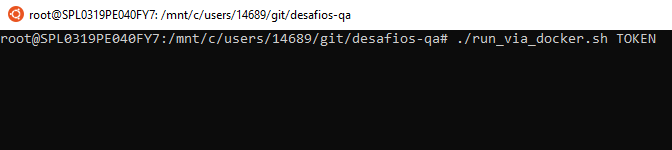 root@SPL0319PE040FY7: /mnt/c/users/14689/git/desafios-qa
root@SPL0319PE040FY7:/mnt/c/users/14689/git/desafios-qa# ./run_via_docker.sh TOKEN